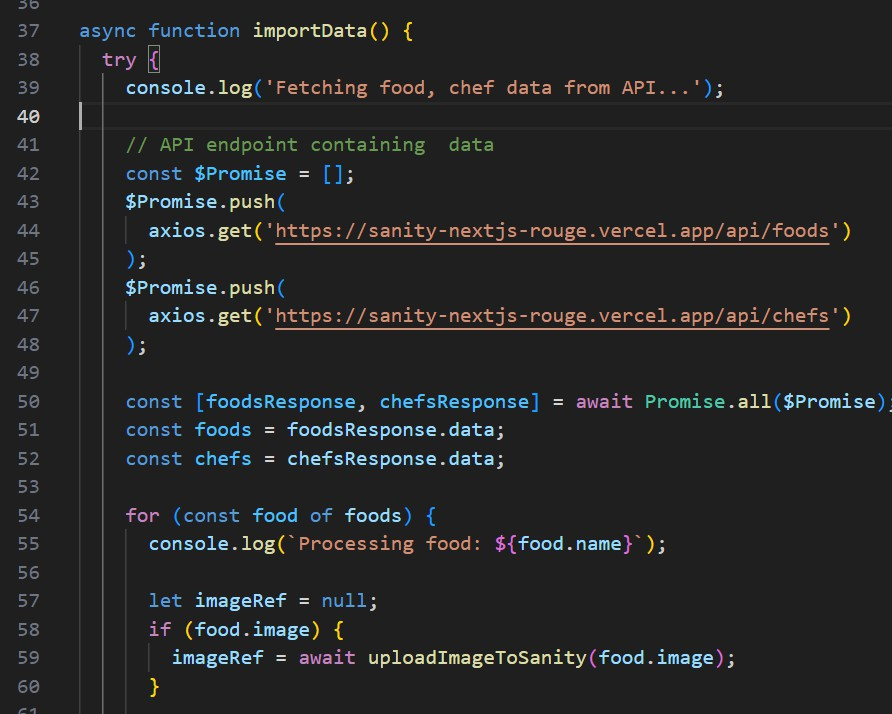 36
37 async function importData() {
38 try {
39 console.log('Fetching food, chef data from API...');
40
41 // API endpoint containing  data
42 const $Promise = [];
43 $Promise.push(
44 axios.get('https://sanity-nextjs-rouge.vercel.app/api/foods')
45 );
46 $Promise.push(
47 axios.get('https://sanity-nextjs-rouge.vercel.app/api/chefs')
48 );
49
50 const [foodsResponse, chefsResponse] = await Promise.all($Promise);
51 const foods = foodsResponse.data;
52 const chefs = chefsResponse.data;
53
54 for (const food of foods) {
55 console.log(`Processing food: ${food.name}`);
56
57 let imageRef = null;
58 if (food.image) {
59 imageRef = await uploadImageToSanity(food.image);
60 }
61